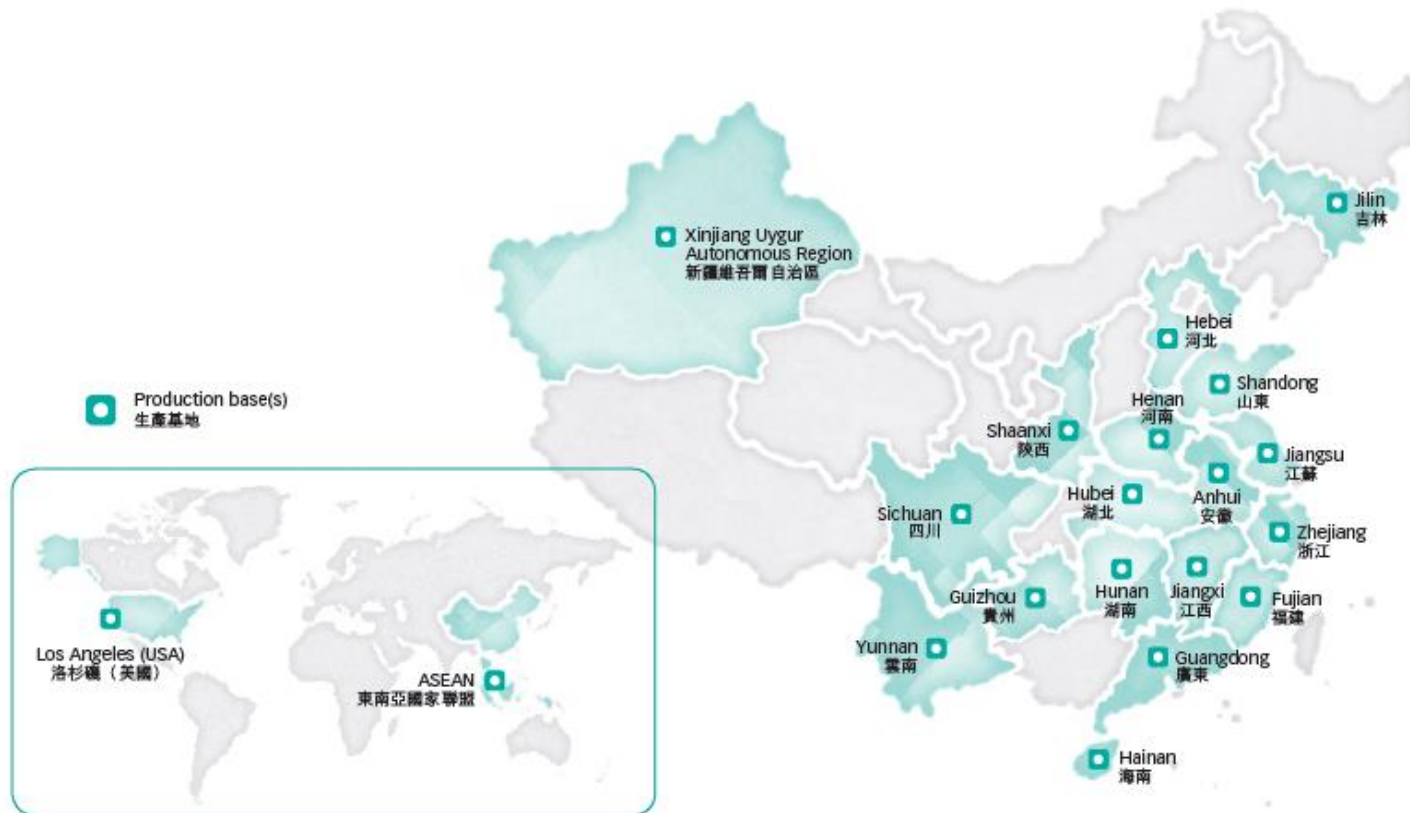 Jilin
吉林
Xinjiang Uygur
Autonomous Region
新疆維吾爾自治區
Hebei
河北
Shandong
山東
Production base(s)
生產基地
Henan
河南
Shaanxi
陝西
Jiangsu
江蘇
Hubei
湖北
Anhui
安徽
Sichuan
四川
Zhejiang
浙江
Guizhou
貴州
Hunan
湖南
Jiangxi
江西
Fujian
福建
Yunnan
雲南
Guangdong
廣東
Hainan
海南
Los Angeles (USA)
洛杉磯（美國）
ASEAN
東南亞國家聯盟